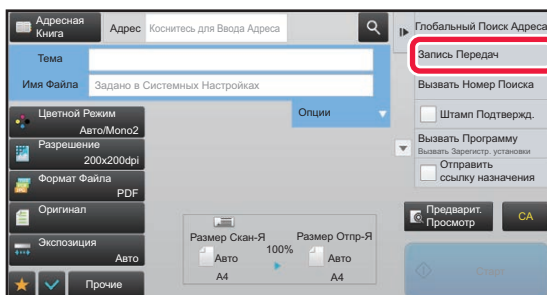 Адресная
Книга
Адрес
Коснитесь для Ввода Адреса
Тема
Имя Файла
Задано в Системных Настройках
Цветной Режим
Авто/Mono2
Разрешение
200x200dpi
Формат Файла
PDF
Оригинал
Экспозиция
Авто
Прочие
Опции
Размер Скан-Я
Авто
A4
100%
Размер Отпр-Я
Авто
A4
Глобальный Поиск Адреса
Запись Передач
Вызвать Номер Поиска
Штамп Подтвержд.
Вызвать Программу
Вызвать Зарегистр. установки
Отправить
ссылку назначения
Предварит.
Просмотр
CA
Старт